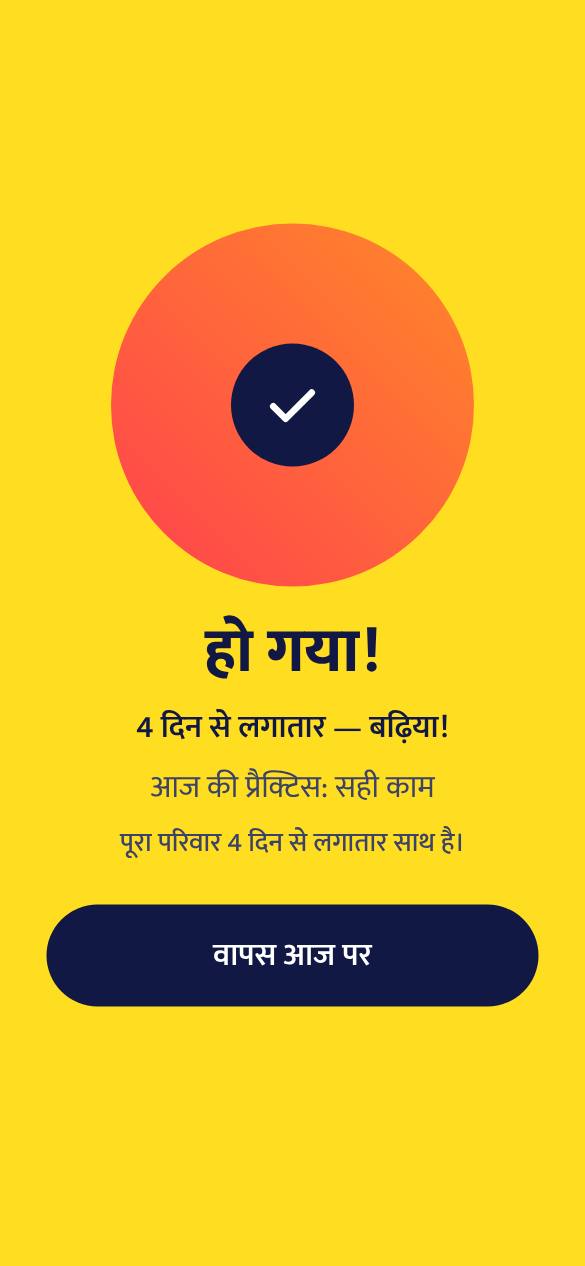 हो गया!
4 दिन से लगातार — बढ़िया!
आज की प्रैक्टिस: सही काम
पूरा परिवार 4 दिन से लगातार साथ है।
वापस आज पर